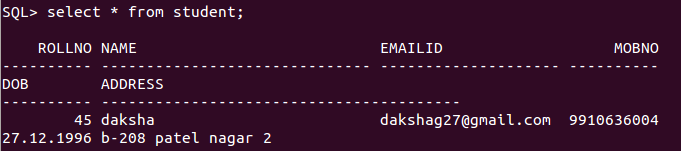 SQL> select * from student;
ROLLNO NAME EMAILID MOBNO
---------- ------------------------------ -------------------- ----------
DOB ADDRESS
---------- ----------------------------------------
45 daksha dakshag27@gmail.com 9910636004
27.12.1996 b-208 patel nagar 2